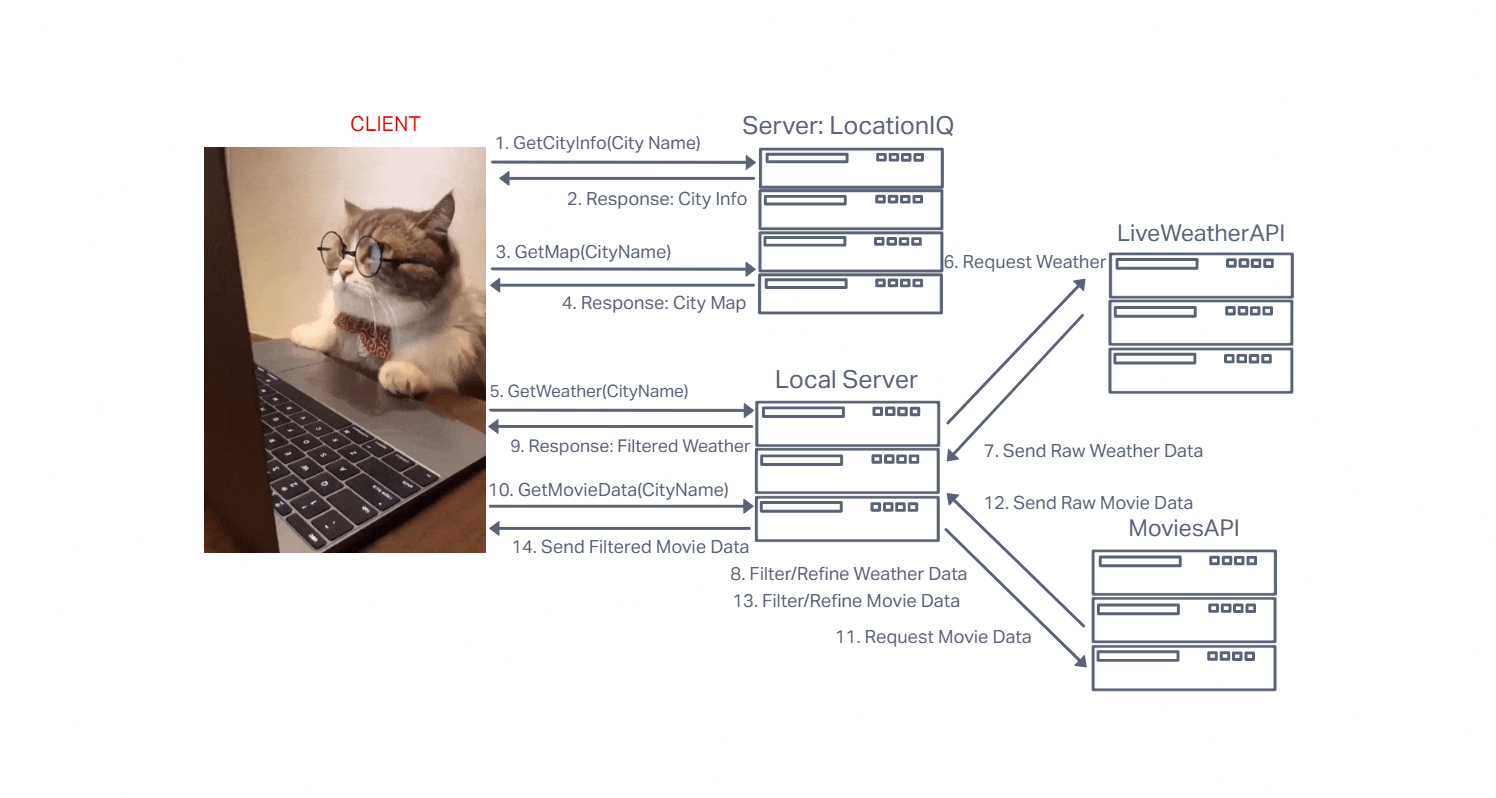 CLIENT
Server: LocationIQ
1. GetCityInfo(City Name)
2. Response: City Info
3. GetMap(CityName)
4. Response: City Map
LiveWeatherAPI
6. Request Weather
Local Server
5. GetWeather(CityName)
9. Response: Filtered Weather
7. Send Raw Weather Data
10. GetMovieData(CityName)
12. Send Raw Movie Data
MoviesAPI
14. Send Filtered Movie Data
8. Filter/Refine Weather Data
13. Filter/Refine Movie Data
11. Request Movie Data